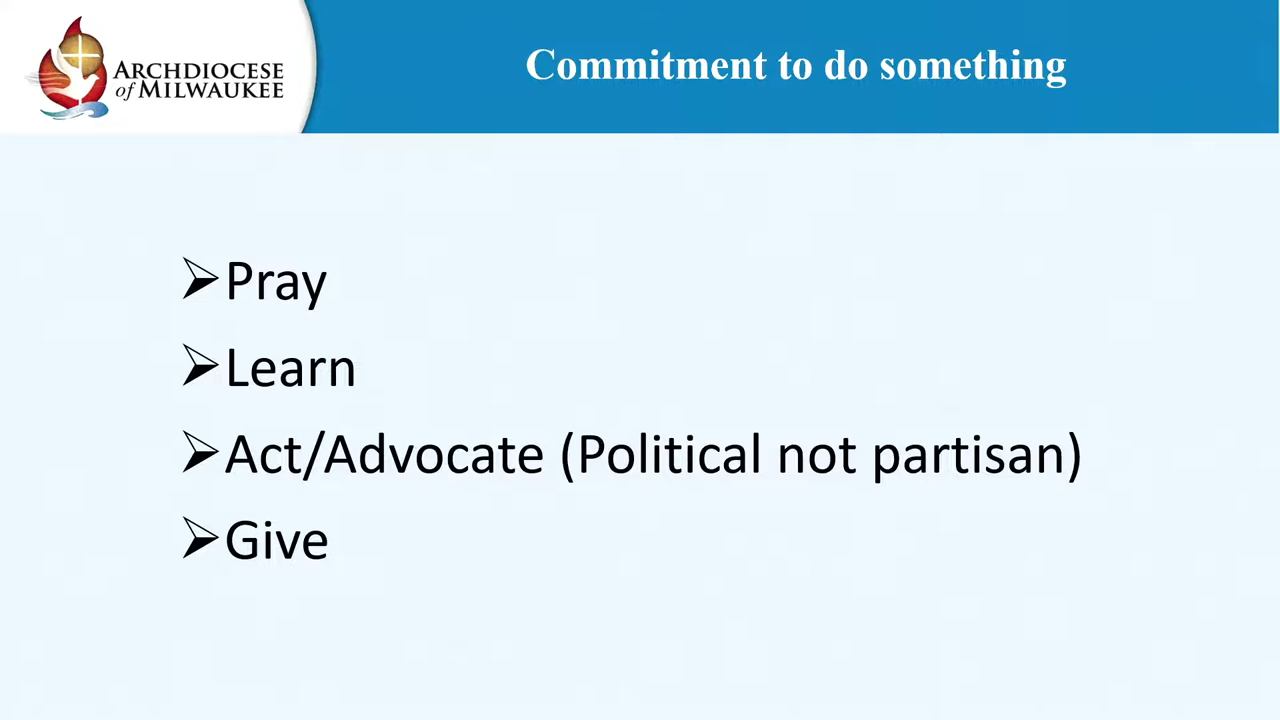 ARCHDIOCESE
of MILWAUKEE
Commitment to do something
Pray
Learn
Act/Advocate (Political not partisan)
Give